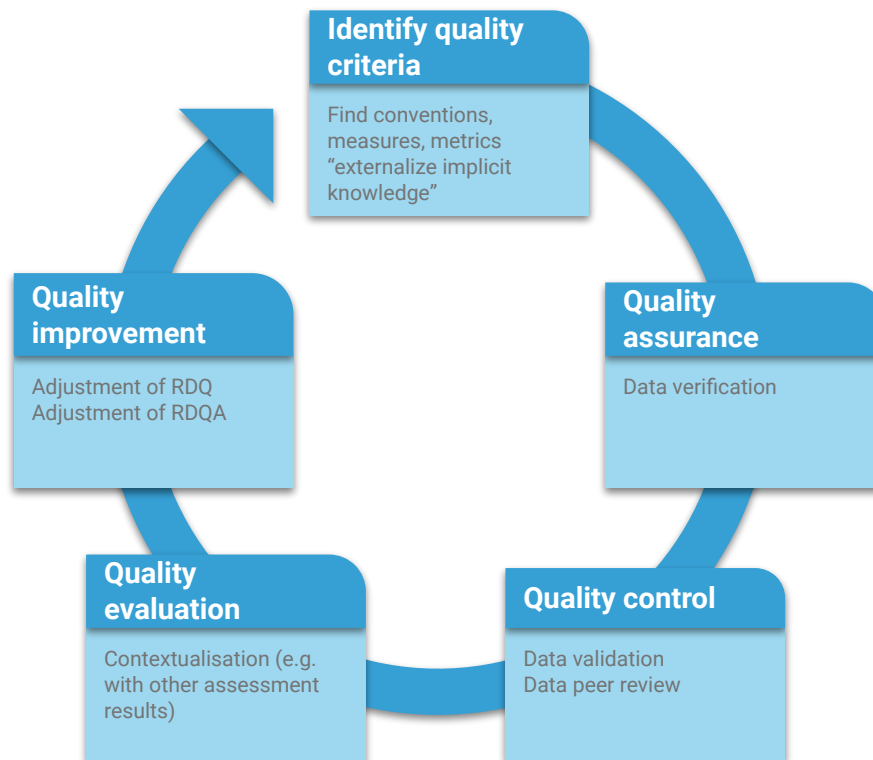 Identify quality
criteria
Find conventions,
measures, metrics
“externalize implicit
knowledge”
Quality
assurance
Data verification
Quality control
Data validation
Data peer review
Quality
evaluation
Contextualisation (e.g.
with other assessment
results)
Quality
improvement
Adjustment of RDQ
Adjustment of RDQA